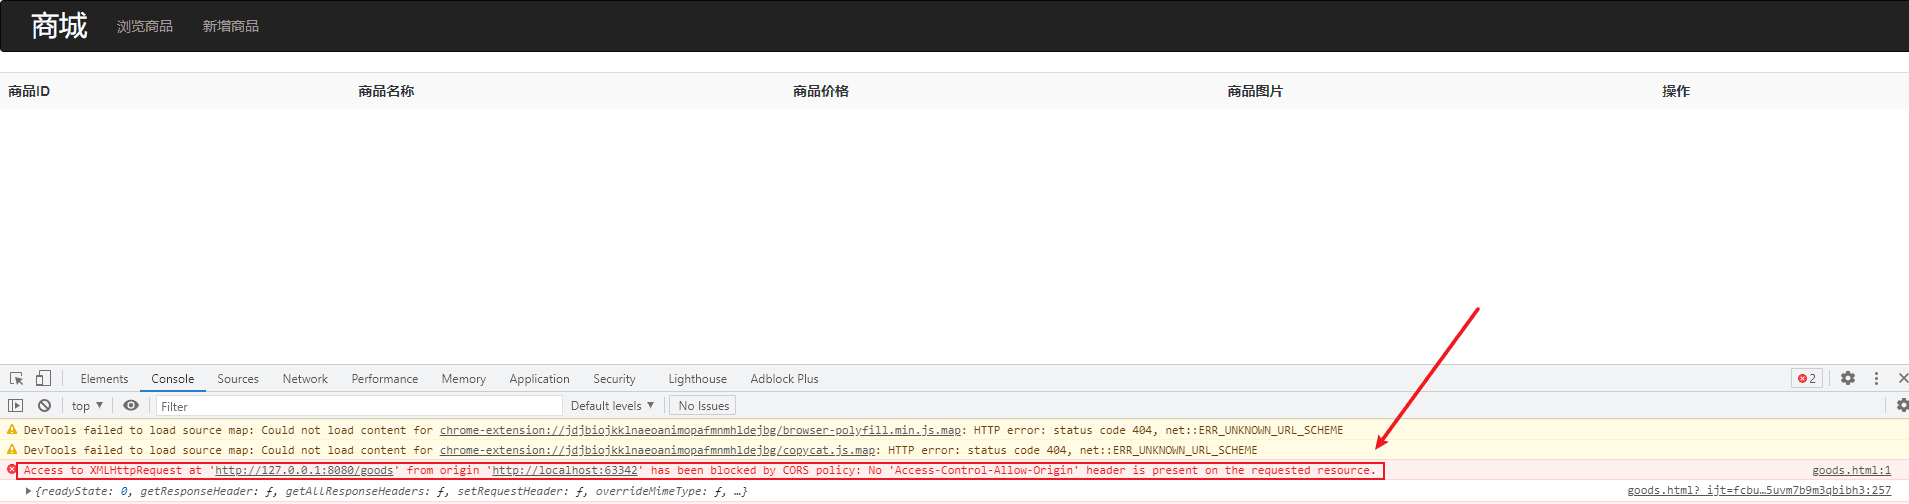 商城 浏览商品 新增商品
商品ID 商品名称 商品价格 商品图片 操作
Elements Console Sources Network Performance Memory Application Security Lighthouse Adblock Plus 2
top Filter Default levels No Issues
DevTools failed to load source map: Could not load content for chrome-extension://jdjbiojkklnaeoanimopafmnmhldejbg/browser-polyfill.min.js.map: HTTP error: status code 404, net::ERR_UNKNOWN_URL_SCHEME
DevTools failed to load source map: Could not load content for chrome-extension://jdjbiojkklnaeoanimopafmnmhldejbg/copycat.js.map: HTTP error: status code 404, net::ERR_UNKNOWN_URL_SCHEME
Access to XMLHttpRequest at 'http://127.0.0.1:8080/goods' from origin 'http://localhost:63342' has been blocked by CORS policy: No 'Access-Control-Allow-Origin' header is present on the requested resource. goods.html:1
{readyState: 0, getResponseHeader: ƒ, getAllResponseHeaders: ƒ, setRequestHeader: ƒ, overrideMimeType: ƒ, …} goods.html?_ijt=fcbu…5uvm7b9m3qbibh3:257